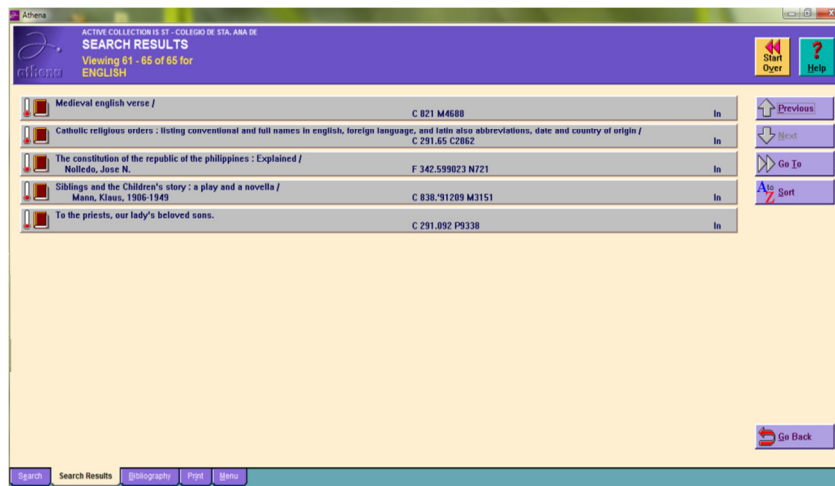 Athena
ACTIVE COLLECTION IS ST - COLEGIO DE STA. ANA DE
SEARCH RESULTS
Viewing 61 - 65 of 65 for
ENGLISH
athena
Start Over
Help
Medieval english verse /
C 821 M4688 In
Catholic religious orders : listing conventional and full names in english, foreign language, and latin also abbreviations, date and country of origin /
C 291.65 C2862 In
The constitution of the republic of the philippines : Explained /
Nolledo, Jose N. F 342.599023 N721 In
Siblings and the Children's story : a play and a novella /
Mann, Klaus, 1906-1949 C 838.'91209 M3151 In
To the priests, our lady's beloved sons.
C 291.092 P9338 In
Previous
Next
Go To
A to Z Sort
Go Back
Search Search Results Bibliography Print Menu